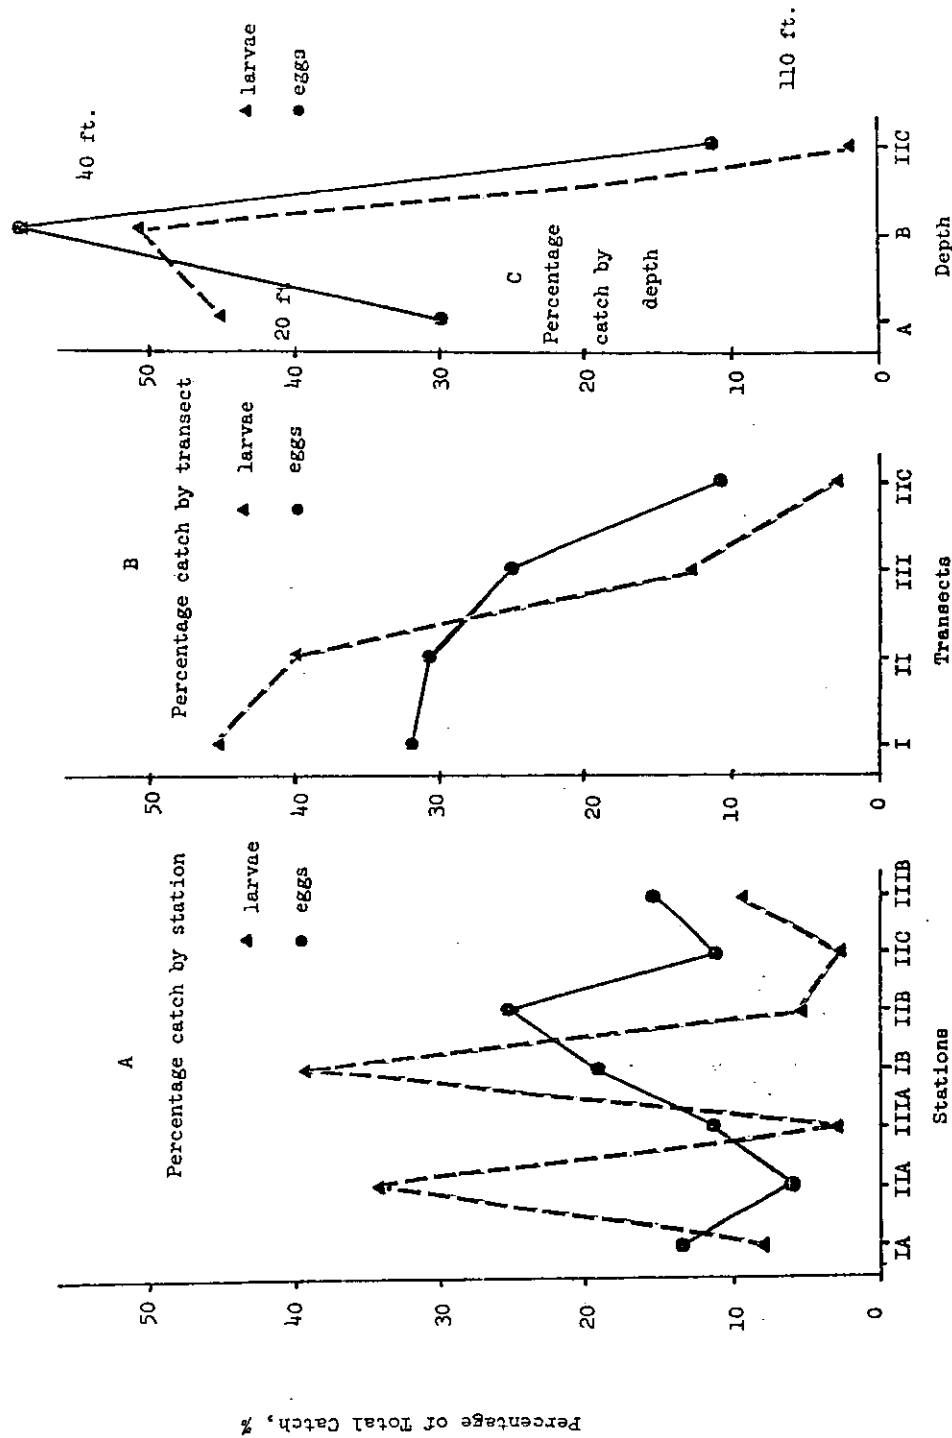 Percentage of Total Catch, %
A
Percentage catch by station
larvae
eggs
50
40
30
20
10
0
IA IIA IIIA IB IIB IIC IIIB
Stations
B
Percentage catch by transect
larvae
eggs
50
40
30
20
10
0
I II III IIC
Transects
40 ft.
larvae
eggs
20 f
C
Percentage
catch by
depth
110 ft.
50
40
30
20
10
0
A B IIC
Depth